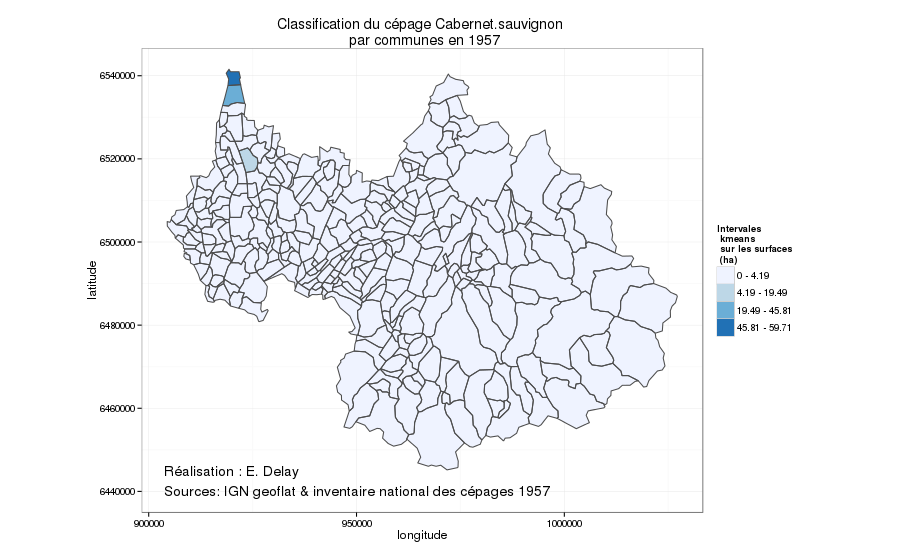 Classification du cépage Cabernet.sauvignon
par communes en 1957
6540000
6520000
6500000
6480000
6460000
6440000
latitude
Réalisation : E. Delay
Sources: IGN geoflat & inventaire national des cépages 1957
900000
950000
1000000
longitude
Intervales
kmeans
sur les surfaces
(ha)
0 - 4.19
4.19 - 19.49
19.49 - 45.81
45.81 - 59.71